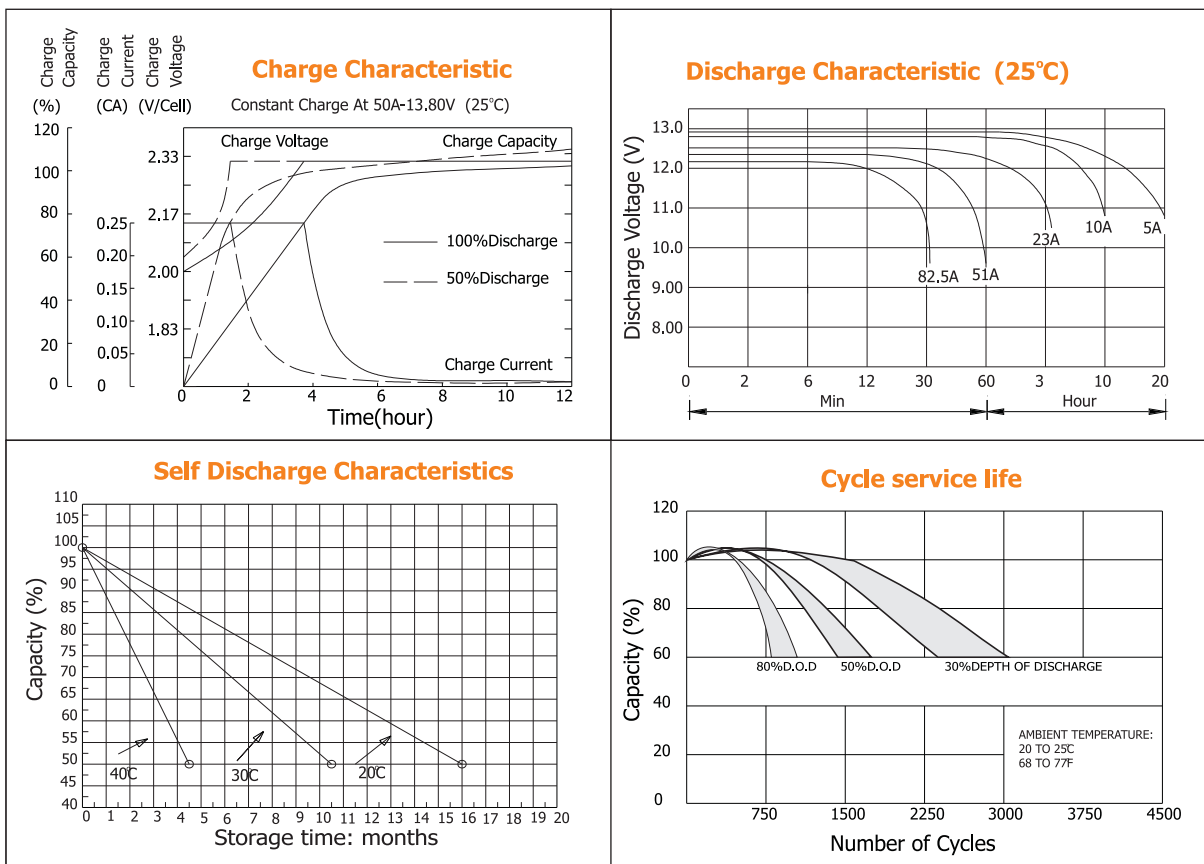 Charge Capacity
Charge Current
Charge Voltage
(%)
(CA)
(V/Cell)
Charge Characteristic
Constant Charge At 50A-13.80V (25℃)
120
100
80
60
40
20
0
0.25
0.20
0.15
0.10
0.05
0
2.33
2.17
2.00
1.83
Charge Voltage
Charge Capacity
100%Discharge
50%Discharge
Charge Current
0
2
4
6
8
10
12
Time(hour)
Discharge Characteristic (25℃)
Discharge Voltage (V)
13.0
12.0
11.0
10.0
9.00
8.00
82.5A
51A
23A
10A
5A
0
2
6
12
30
60
3
10
20
Min
Hour
Self Discharge Characteristics
Capacity (%)
110
105
100
95
90
85
80
75
70
65
60
55
50
45
40
40℃
30℃
20℃
0 1 2 3 4 5 6 7 8 9 10 11 12 13 14 15 16 17 18 19 20
Storage time: months
Cycle service life
Capacity (%)
120
100
80
60
40
20
0
80%D.O.D
50%D.O.D
30%DEPTH OF DISCHARGE
AMBIENT TEMPERATURE:
20 TO 25℃
68 TO 77℉
750
1500
2250
3000
3750
4500
Number of Cycles